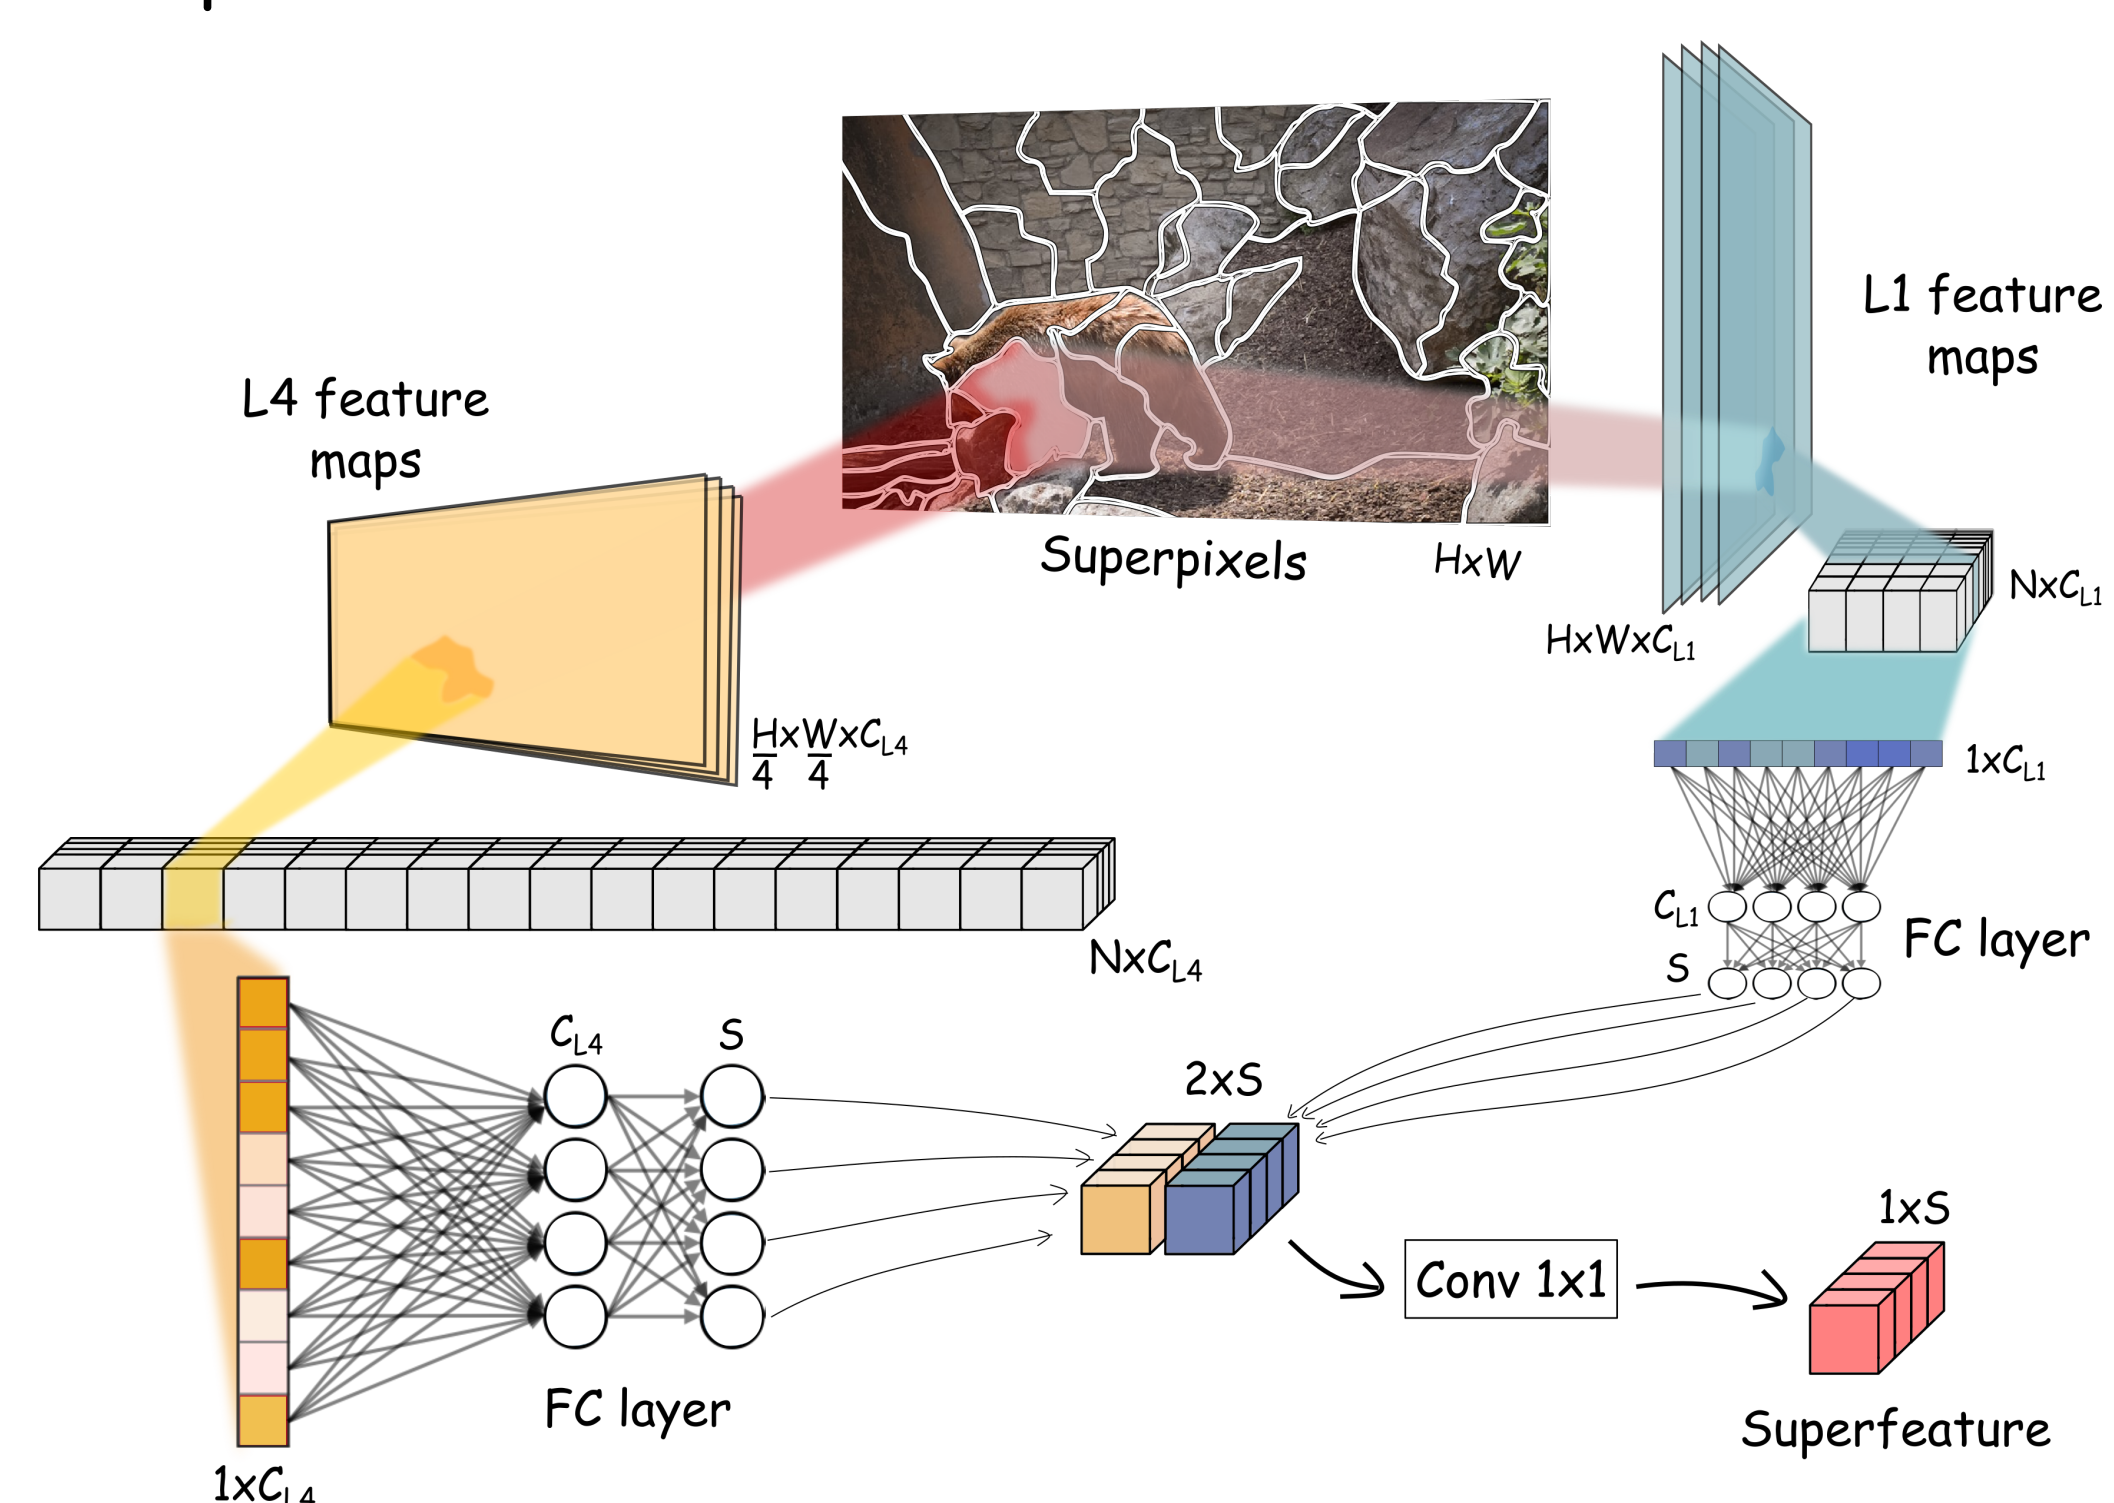 L1 feature
maps
L4 feature
maps
Superpixels
HxW
NxC_L1
HxWxC_L1
H/4xW/4xC_L4
1xC_L1
C_L1
FC layer
S
NxC_L4
C_L4
S
2xS
1xS
Conv 1x1
FC layer
Superfeature
1xC_L4